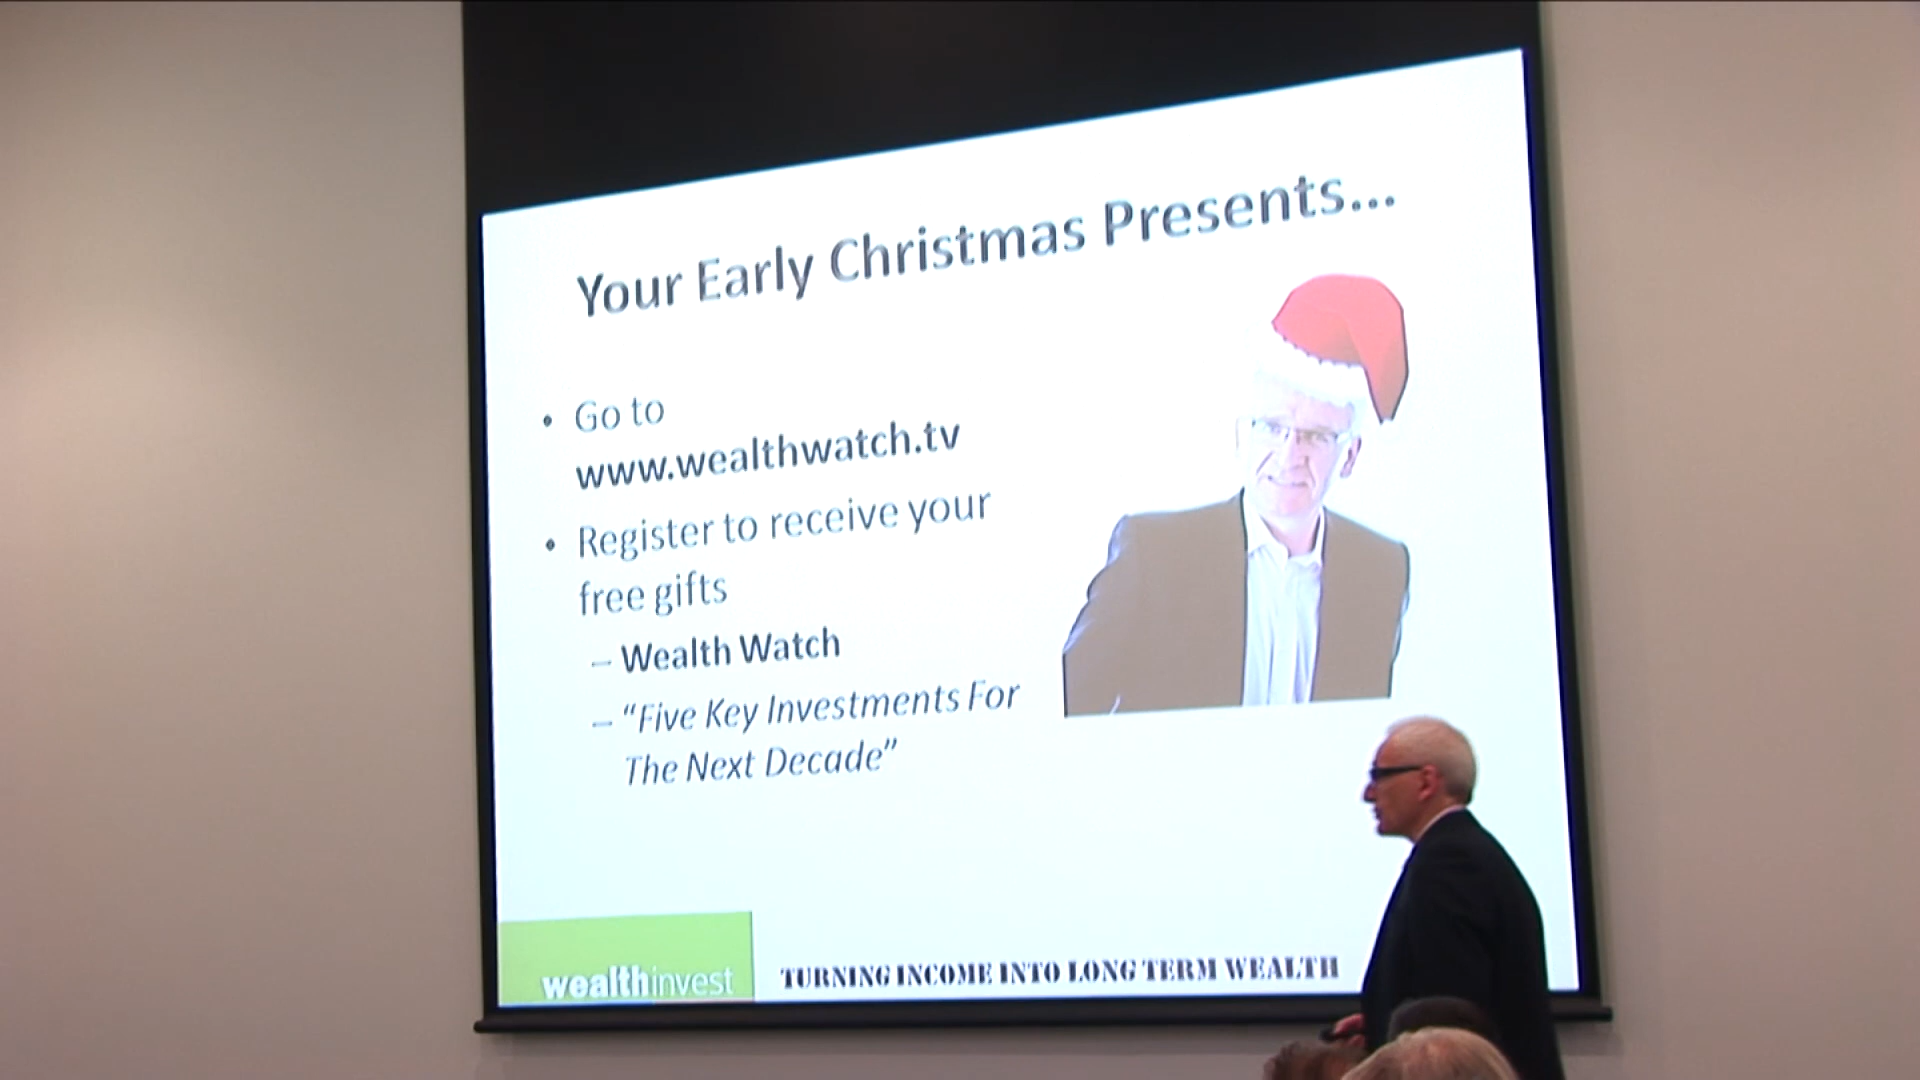 Your Early Christmas Presents...
• Go to
www.wealthwatch.tv
• Register to receive your
free gifts
– Wealth Watch
– “Five Key Investments For
The Next Decade”
wealthinvest
TURNING INCOME INTO LONG TERM WEALTH